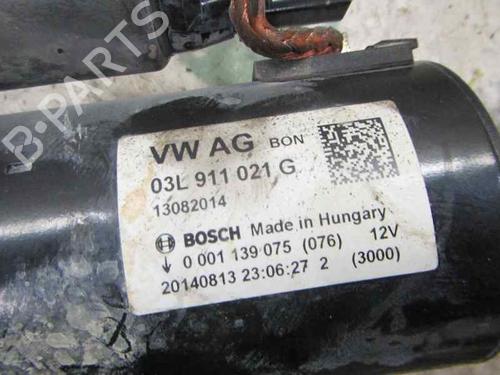 VW AG BON
03L 911 021 G
13082014
BOSCH Made in Hungary
0 001 139 075 (076) 12V
20140813 23:06:27 2 (3000)
B-PARTS